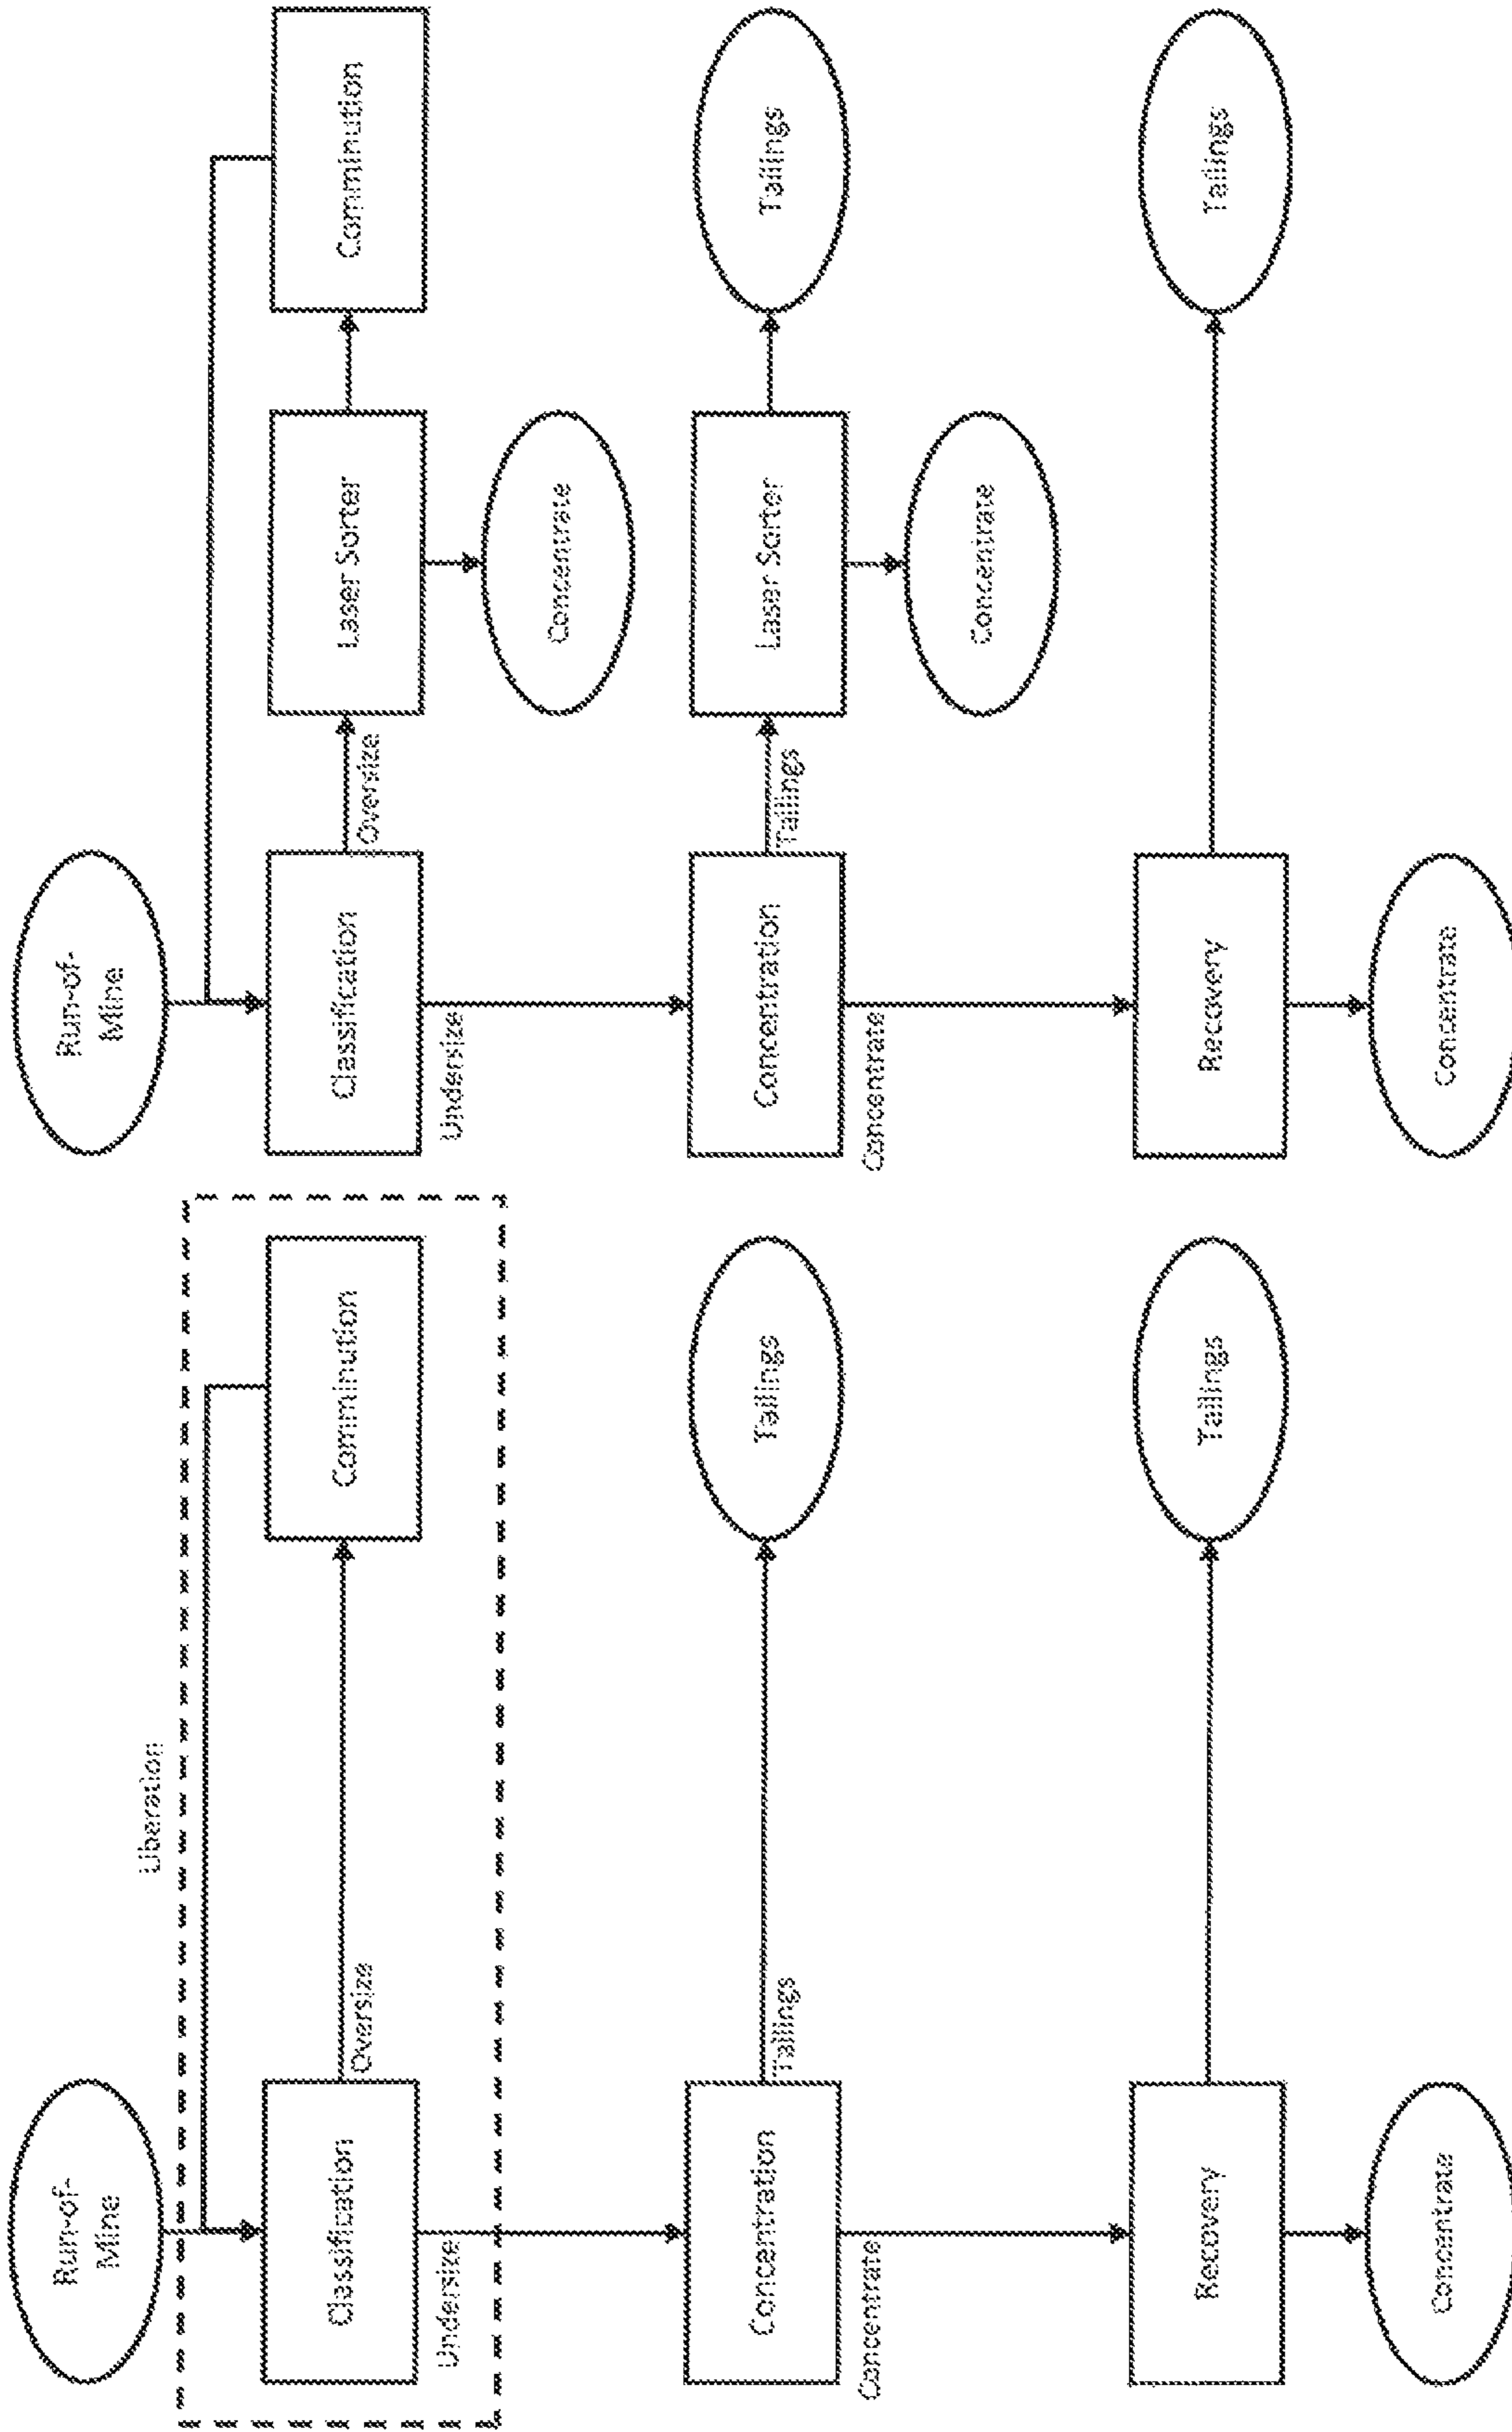 Run-of-
Mine
Liberation
Classification
Oversize
Comminution
Undersize
Concentration
Tailings
Tailings
Concentrate
Recovery
Tailings
Concentrate
Run-of-
Mine
Classification
Oversize
Laser Sorter
Comminution
Concentrate
Undersize
Concentration
Tailings
Laser Sorter
Tailings
Concentrate
Concentrate
Recovery
Tailings
Concentrate